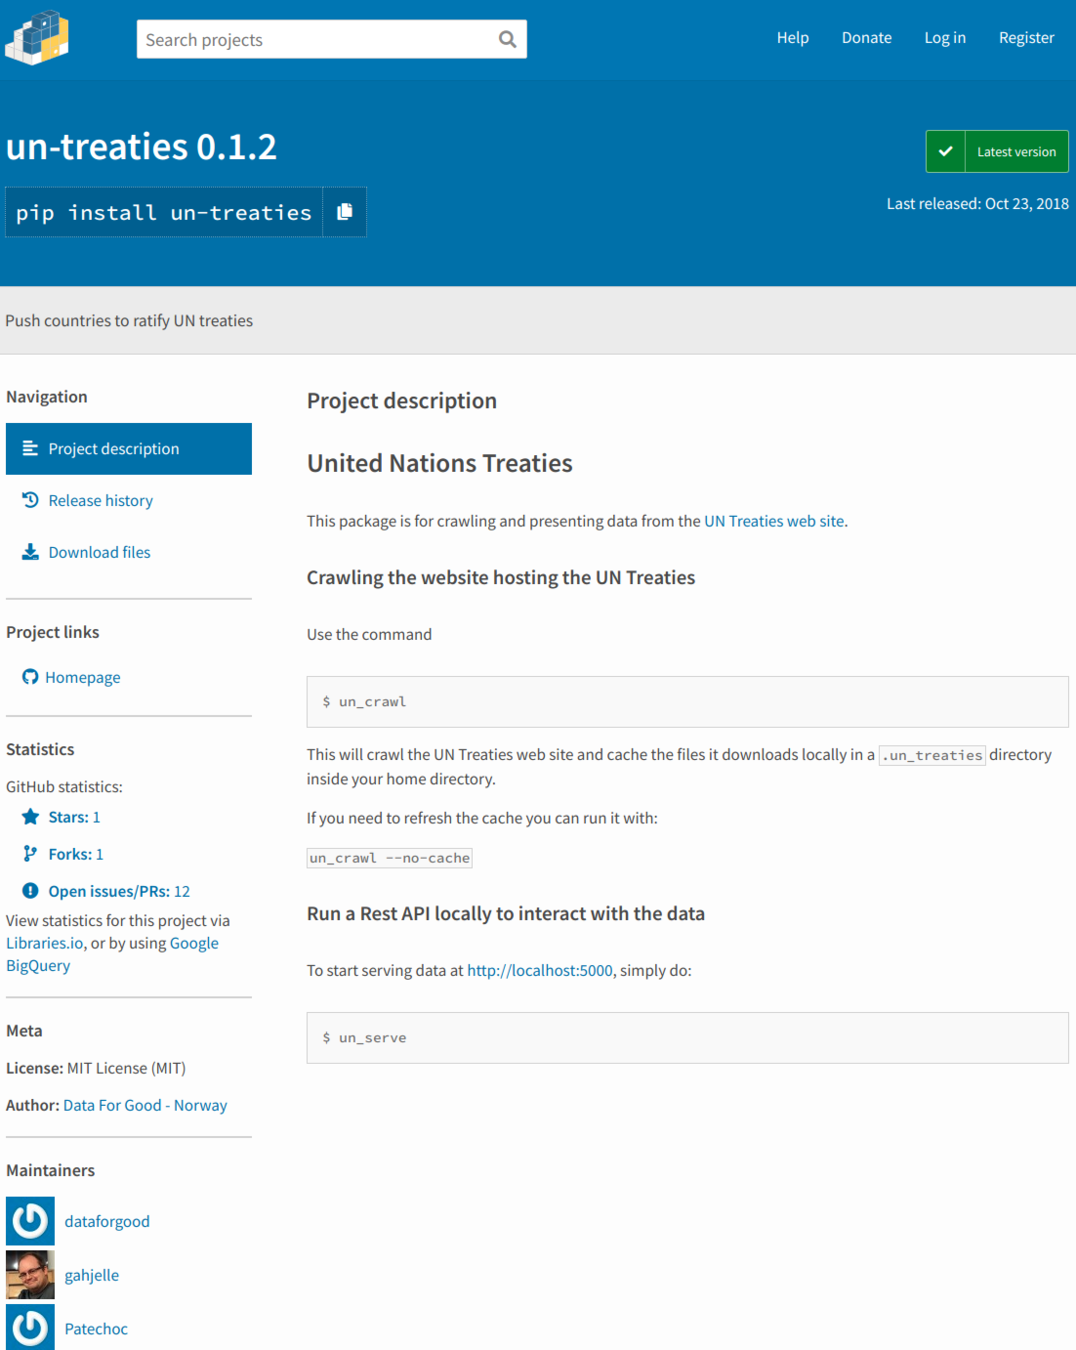 Search projects
Help
Donate
Log in
Register
un-treaties 0.1.2
Latest version
pip install un-treaties
Last released: Oct 23, 2018
Push countries to ratify UN treaties
Navigation
Project description
Release history
Download files
Project links
Homepage
Statistics
GitHub statistics:
Stars: 1
Forks: 1
Open issues/PRs: 12
View statistics for this project via
Libraries.io, or by using Google
BigQuery
Meta
License: MIT License (MIT)
Author: Data For Good - Norway
Maintainers
dataforgood
gahjelle
Patechoc
Project description
United Nations Treaties
This package is for crawling and presenting data from the UN Treaties web site.
Crawling the website hosting the UN Treaties
Use the command
$ un_crawl
This will crawl the UN Treaties web site and cache the files it downloads locally in a .un_treaties directory
inside your home directory.
If you need to refresh the cache you can run it with:
un_crawl --no-cache
Run a Rest API locally to interact with the data
To start serving data at http://localhost:5000, simply do:
$ un_serve